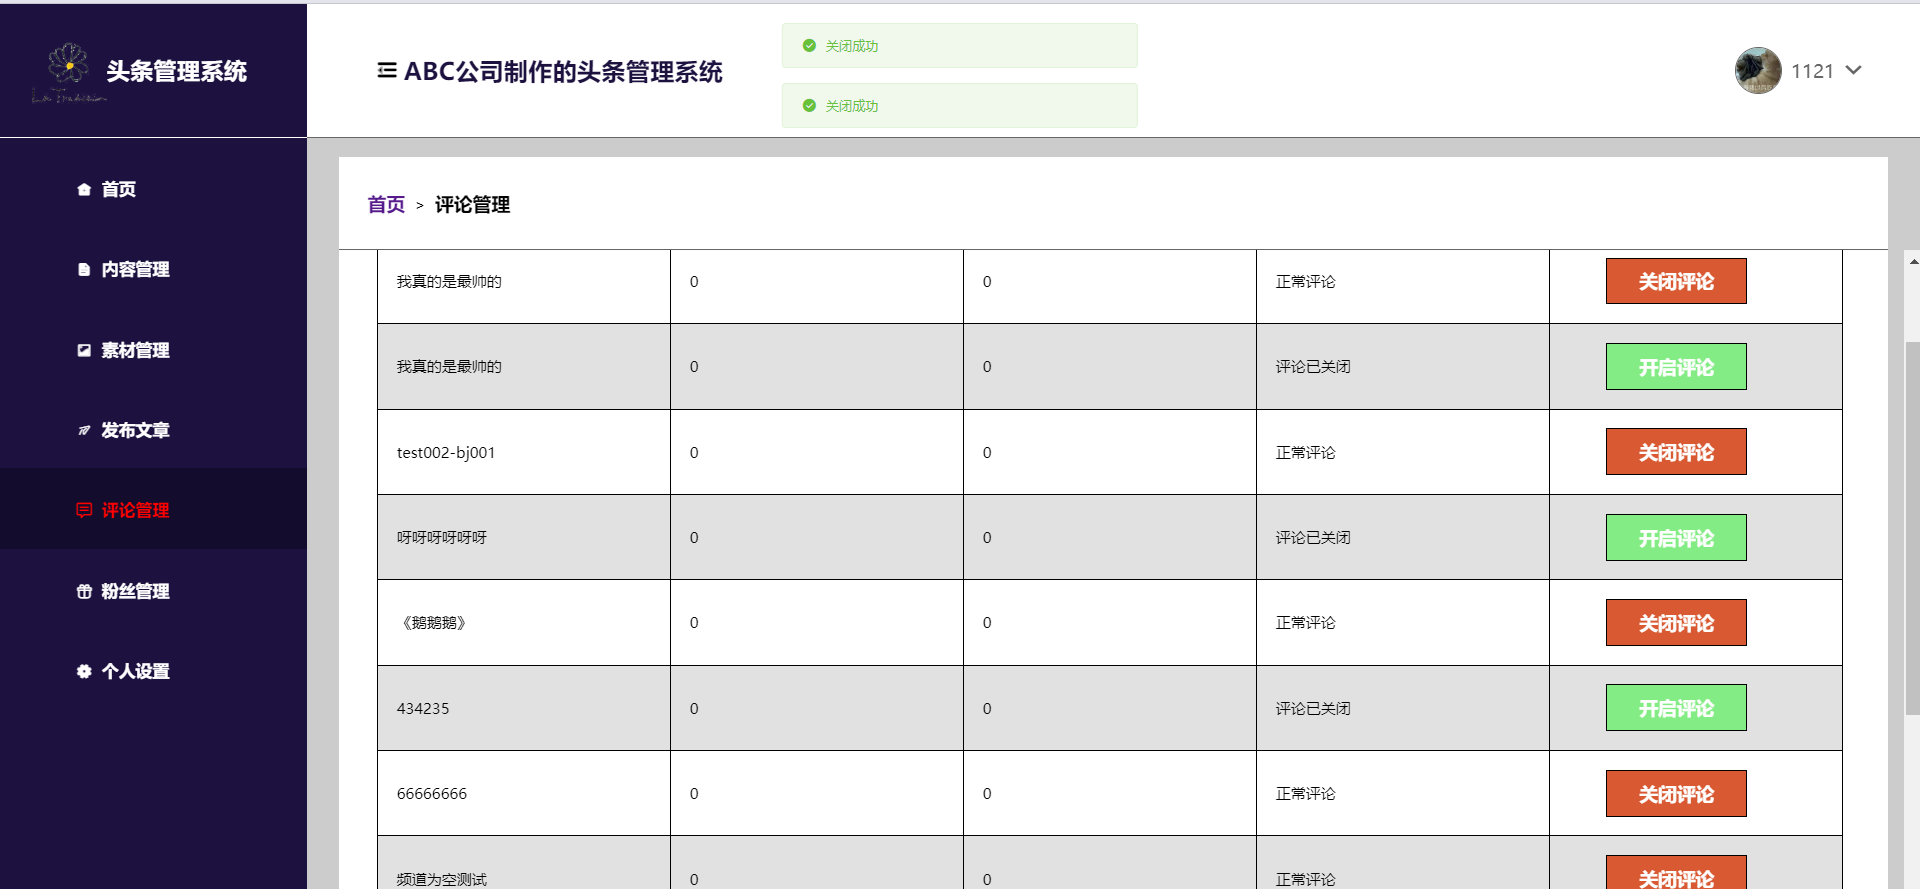 头条管理系统
ABC公司制作的头条管理系统
关闭成功
关闭成功
1121
首页
内容管理
素材管理
发布文章
评论管理
粉丝管理
个人设置
首页 > 评论管理
我真的是最帅的 0 0 正常评论 关闭评论
我真的是最帅的 0 0 评论已关闭 开启评论
test002-bj001 0 0 正常评论 关闭评论
呀呀呀呀呀呀 0 0 评论已关闭 开启评论
《鹅鹅鹅》 0 0 正常评论 关闭评论
434235 0 0 评论已关闭 开启评论
66666666 0 0 正常评论 关闭评论
频道为空测试 0 0 正常评论 关闭评论